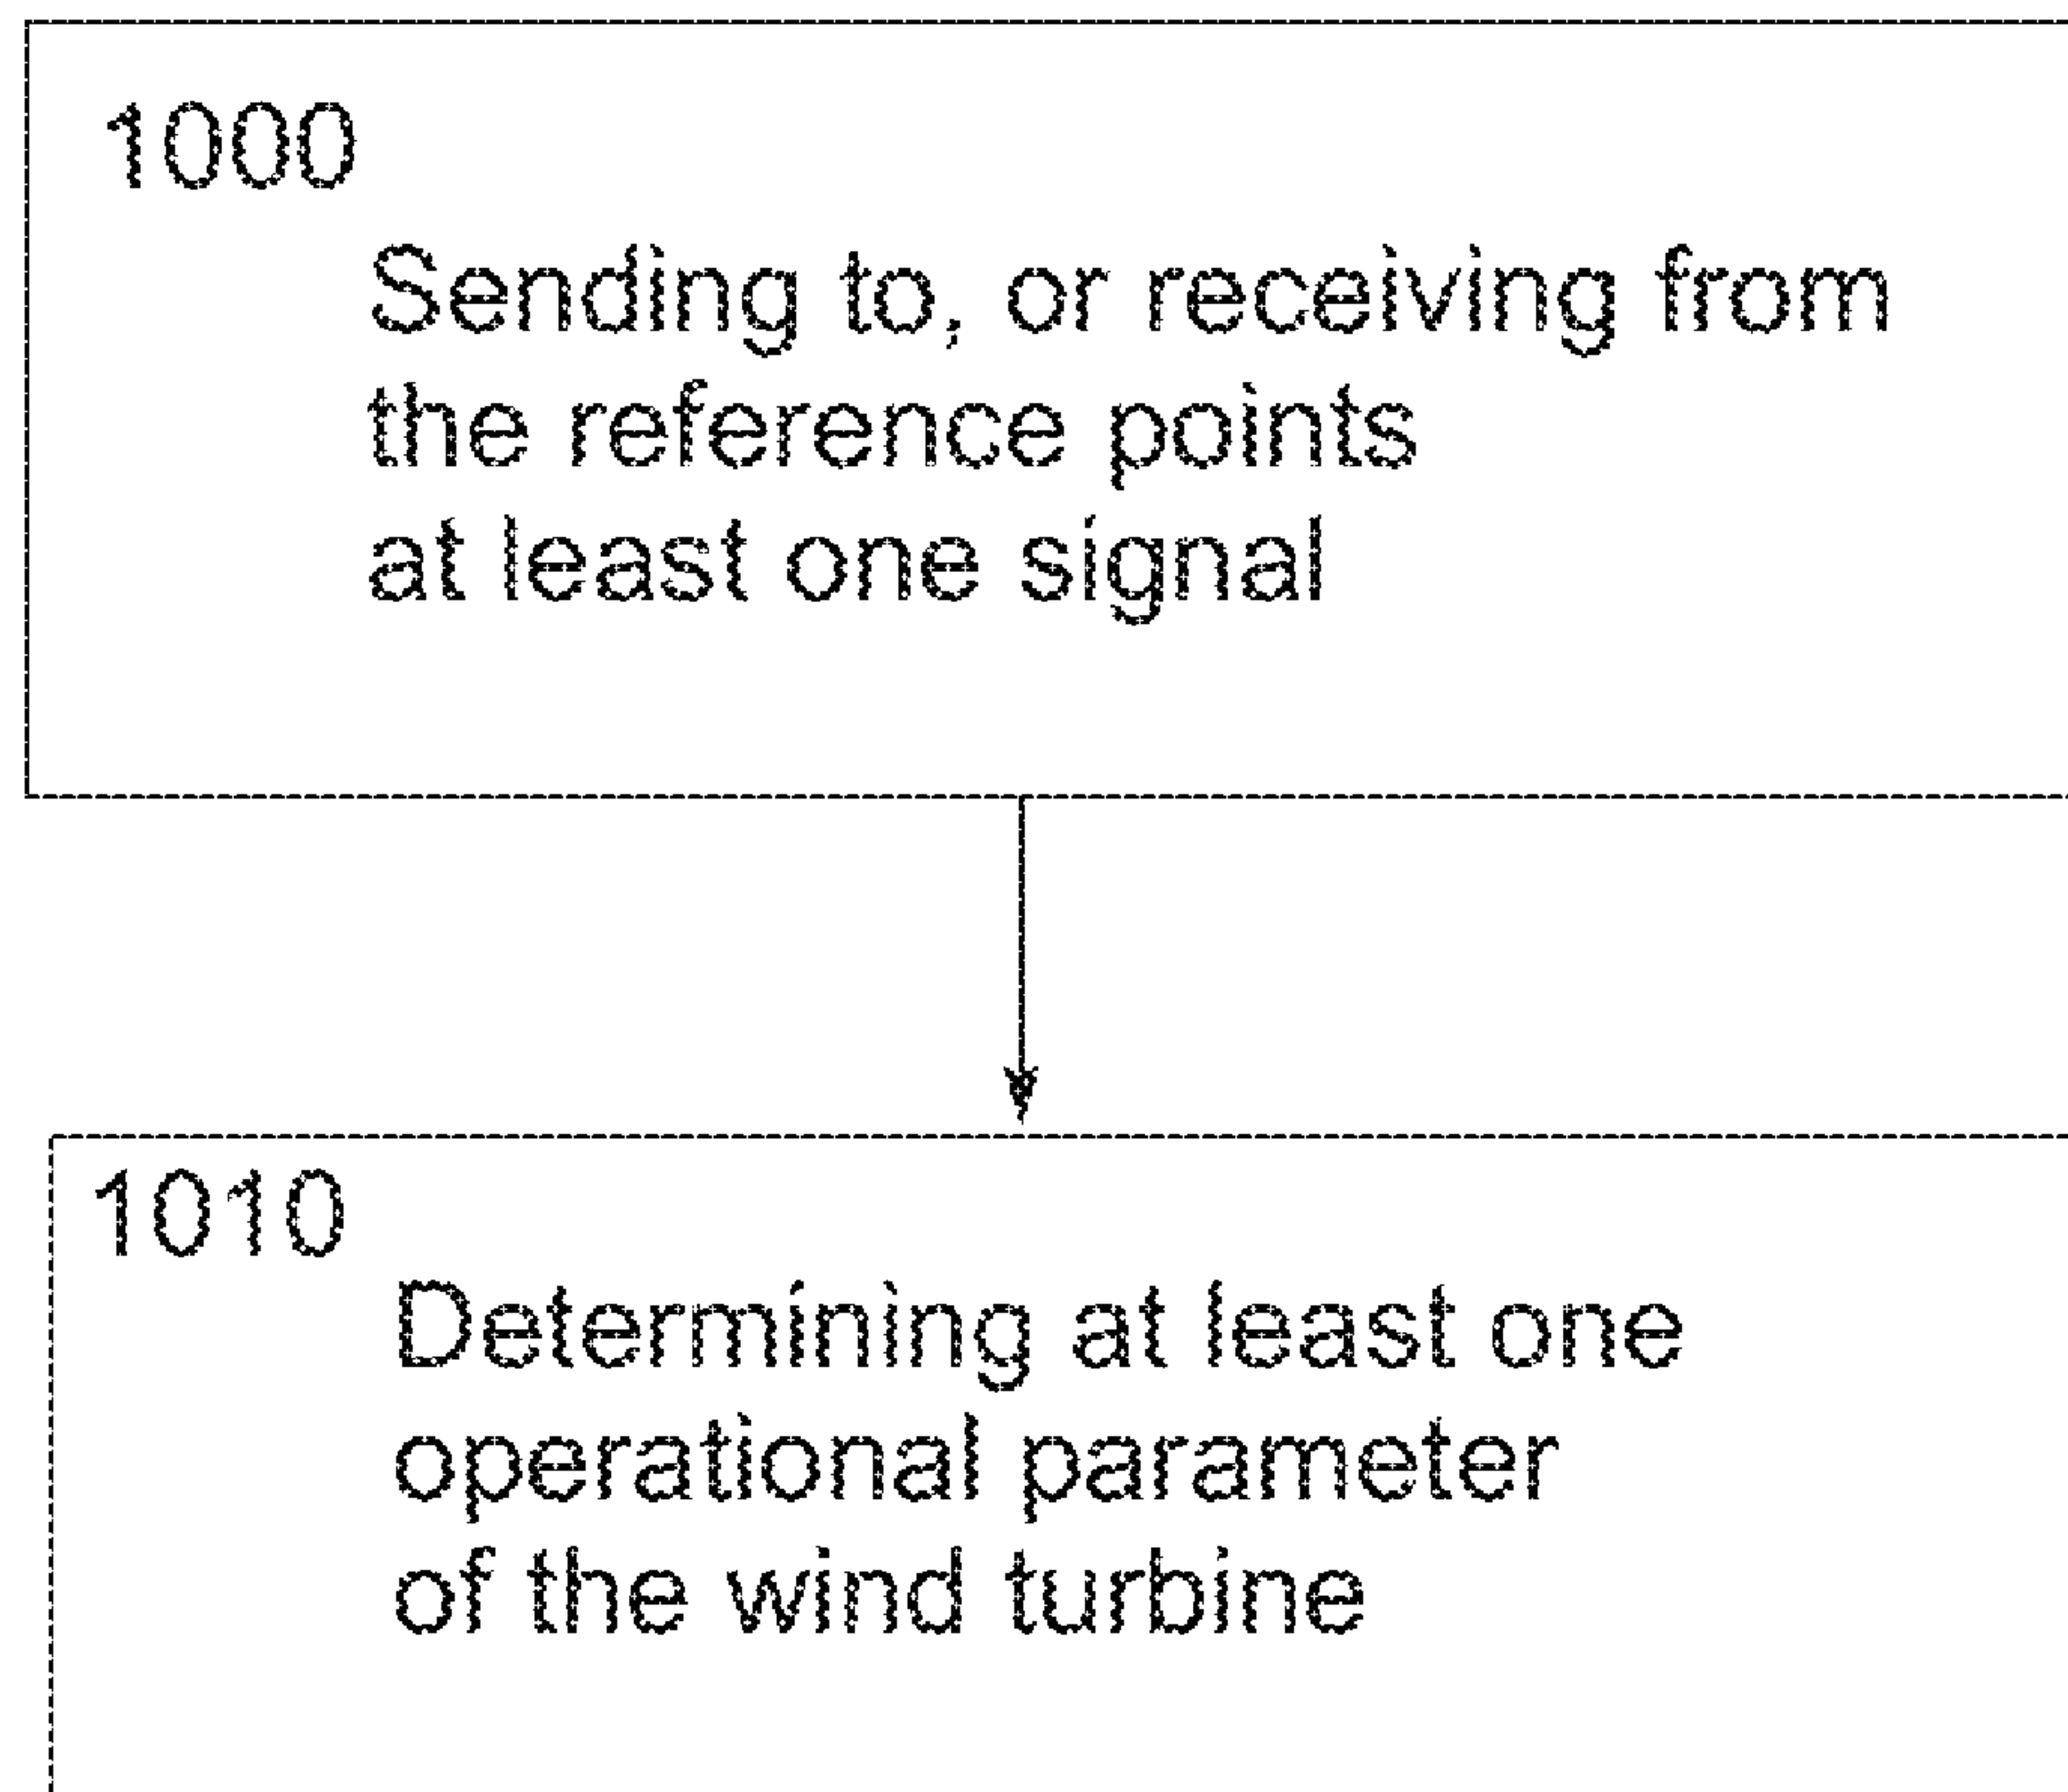 1000
Sending to, or receiving from
the reference points
at least one signal
1010
Determining at least one
operational parameter
of the wind turbine